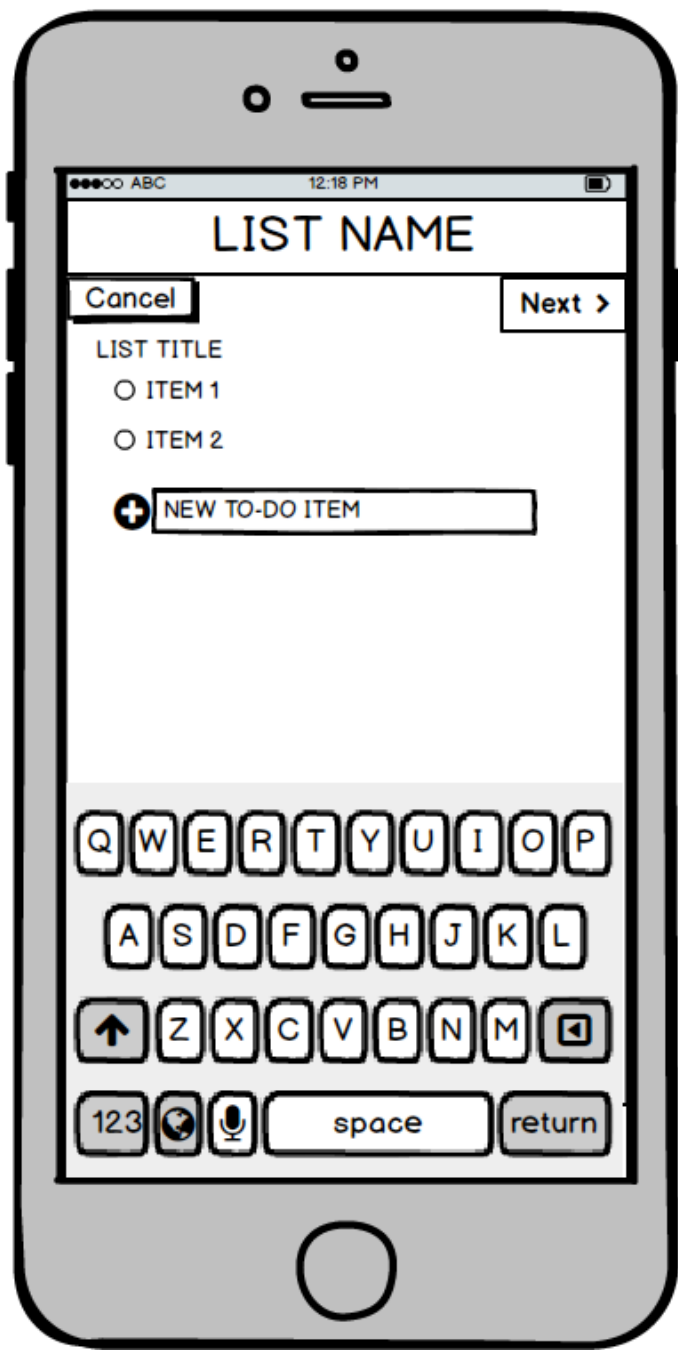 ABC 12:18 PM
LIST NAME
Cancel Next >
LIST TITLE
ITEM 1
ITEM 2
NEW TO-DO ITEM
Q W E R T Y U I O P
A S D F G H J K L
Z X C V B N M
123 space return